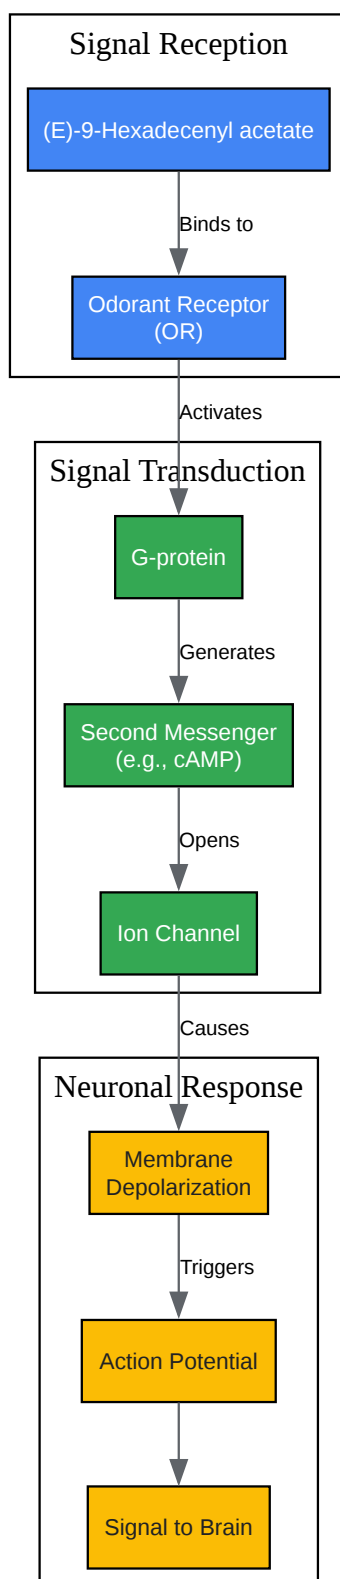 Signal Reception
(E)-9-Hexadecenyl acetate
Binds to
Odorant Receptor
(OR)
Activates
Signal Transduction
G-protein
Generates
Second Messenger
(e.g., cAMP)
Opens
Ion Channel
Causes
Neuronal Response
Membrane
Depolarization
Triggers
Action Potential
Signal to Brain